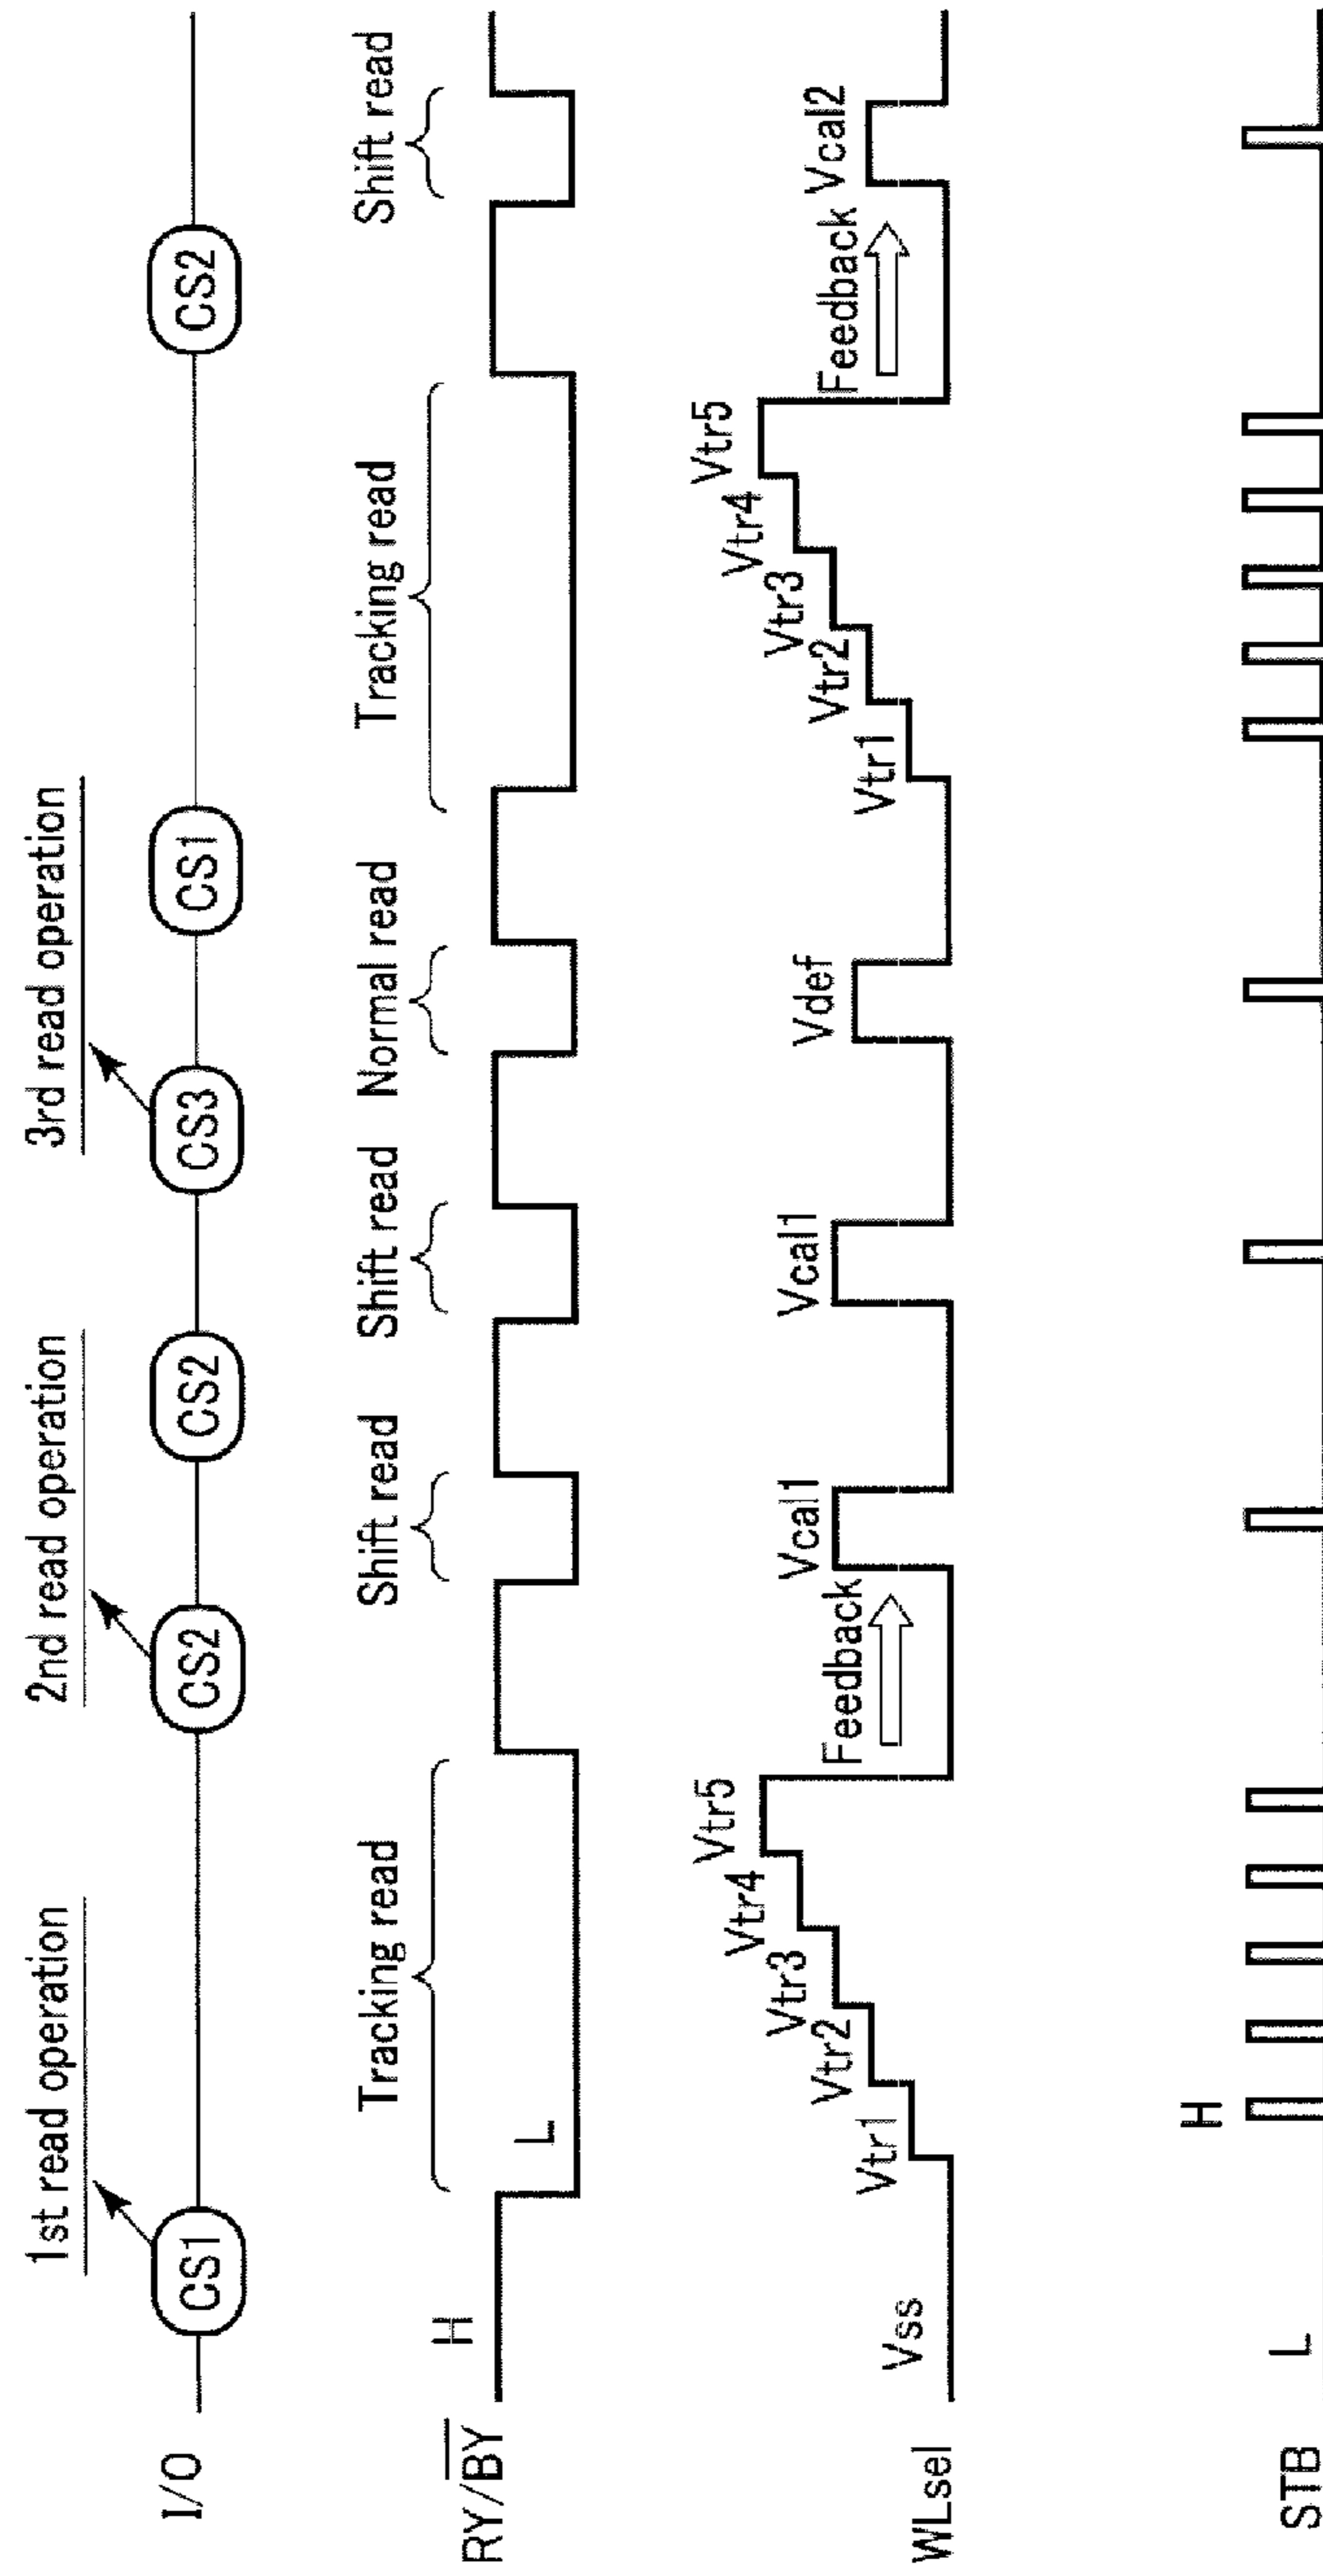 1st read operation
2nd read operation
3rd read operation
I/O
CS1
CS2
CS2
CS3
CS1
CS2
Tracking read
Shift read
Shift read
Normal read
Tracking read
Shift read
RY/B̅Y̅
H
L
Vtr1
Vtr2
Vtr3
Vtr4
Vtr5
Feedback
Vcal1
Vcal1
Vdef
Vtr1
Vtr2
Vtr3
Vtr4
Vtr5
Feedback
Vcal2
WLsel
Vss
STB
L
H